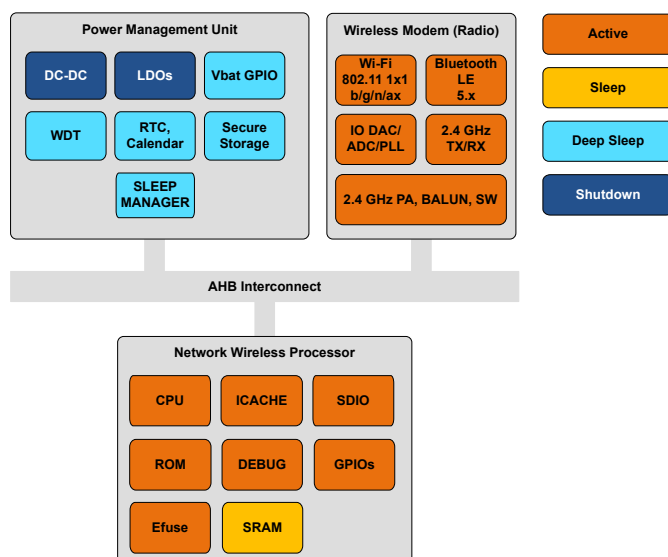 Power Management Unit
DC-DC
LDOs
Vbat GPIO
WDT
RTC,
Calendar
Secure
Storage
SLEEP
MANAGER
Wireless Modem (Radio)
Wi-Fi
802.11 1x1
b/g/n/ax
Bluetooth
LE
5.x
IO DAC/
ADC/PLL
2.4 GHz
TX/RX
2.4 GHz PA, BALUN, SW
Active
Sleep
Deep Sleep
Shutdown
AHB Interconnect
Network Wireless Processor
CPU
ICACHE
SDIO
ROM
DEBUG
GPIOs
Efuse
SRAM